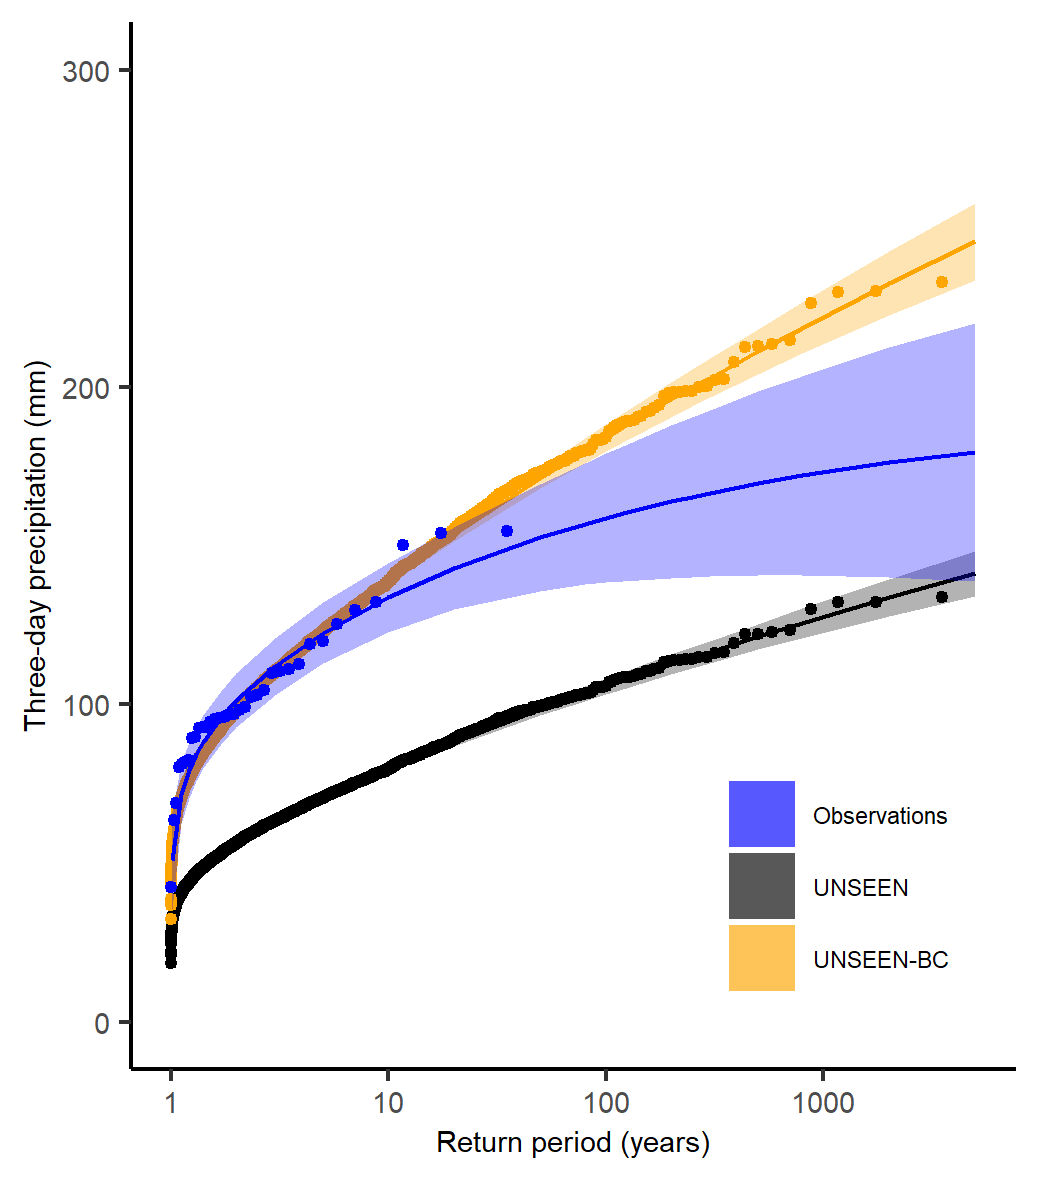 Three-day precipitation (mm)
300
200
100
0
Observations
UNSEEN
UNSEEN-BC
1
10
100
1000
Return period (years)